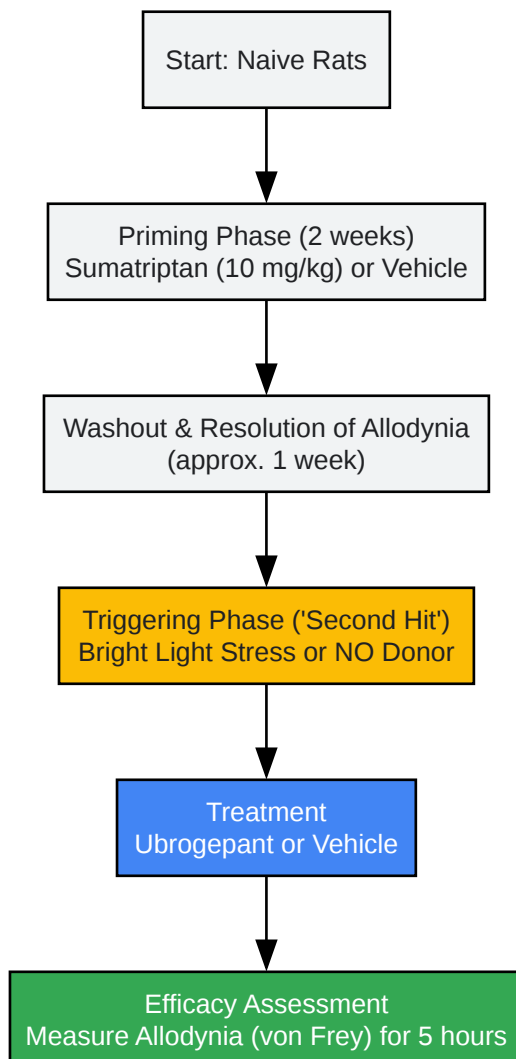 Start: Naive Rats
Priming Phase (2 weeks)
Sumatriptan (10 mg/kg) or Vehicle
Washout & Resolution of Allodynia
(approx. 1 week)
Triggering Phase ('Second Hit')
Bright Light Stress or NO Donor
Treatment
Ubrogepant or Vehicle
Efficacy Assessment
Measure Allodynia (von Frey) for 5 hours